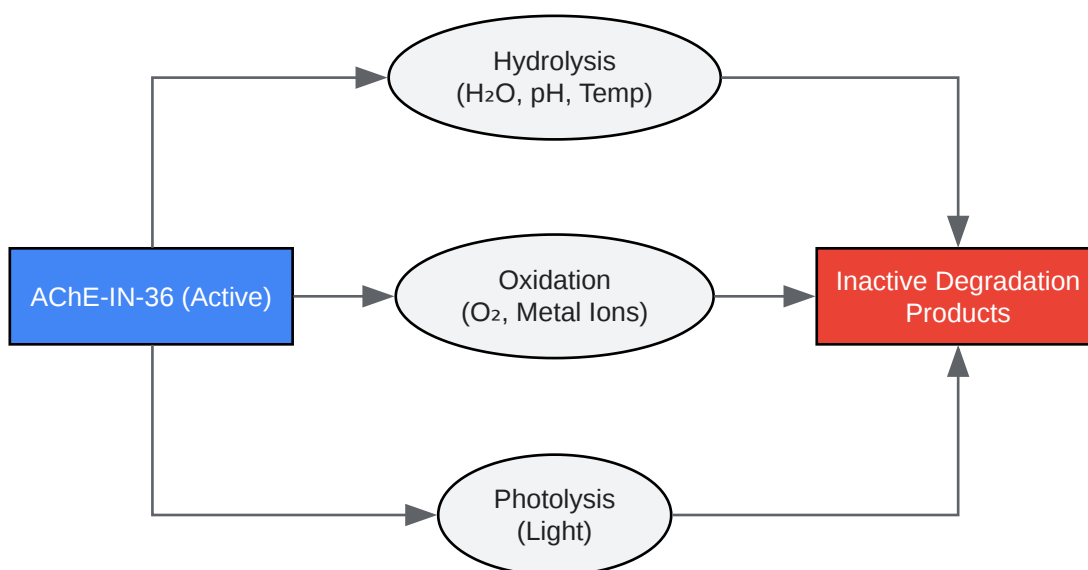 Hydrolysis
(H₂O, pH, Temp)
AChE-IN-36 (Active)
Oxidation
(O₂, Metal Ions)
Inactive Degradation
Products
Photolysis
(Light)